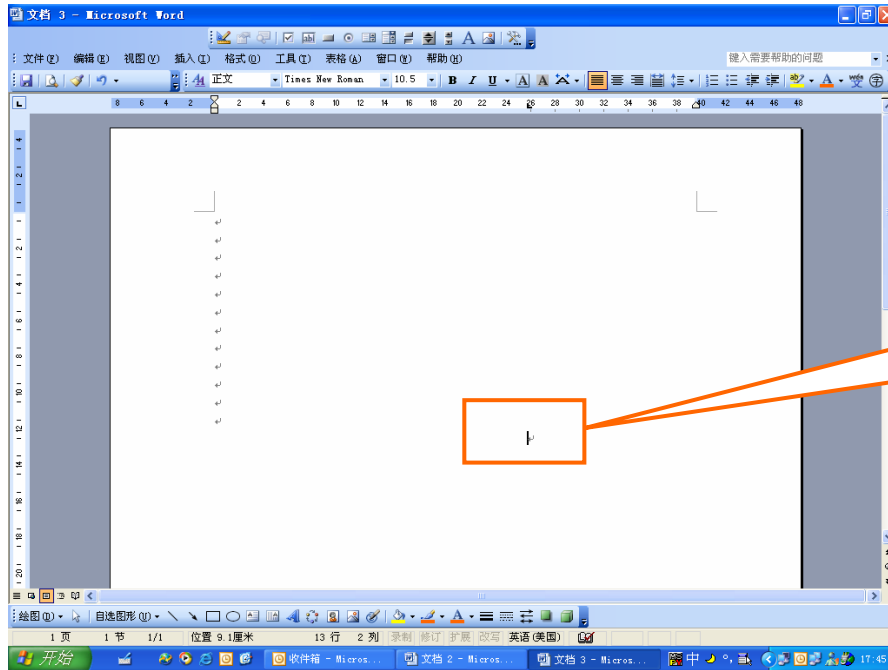 文档 3 - Microsoft Word
文件(F) 编辑(E) 视图(V) 插入(I) 格式(O) 工具(T) 表格(A) 窗口(W) 帮助(H) 键入需要帮助的问题
正文 Times New Roman 10.5 B I U A A A
8 6 4 2 2 4 6 8 10 12 14 16 18 20 22 24 26 28 30 32 34 36 38 40 42 44 46 48
绘图(D) 自选图形(U)
1 页 1 节 1/1 位置 9.1厘米 13 行 2 列 录制 修订 扩展 改写 英语(美国)
开始 收件箱 - Micros... 文档 2 - Micros... 文档 3 - Micros... 中 17:45